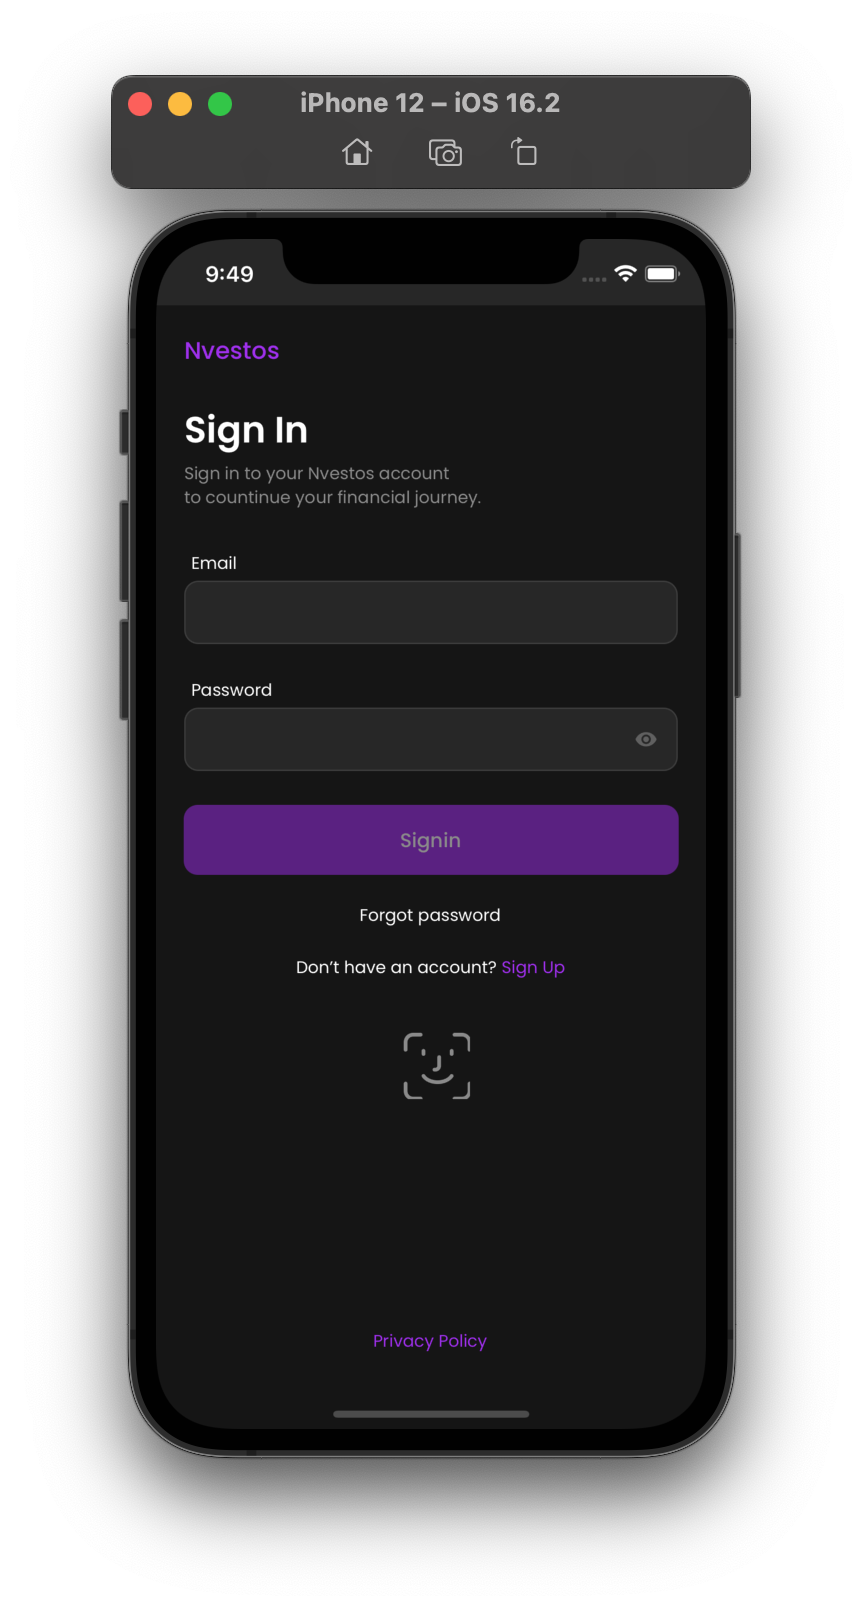 iPhone 12 – iOS 16.2
9:49
Nvestos
Sign In
Sign in to your Nvestos account
to countinue your financial journey.
Email
Password
Signin
Forgot password
Don’t have an account? Sign Up
Privacy Policy